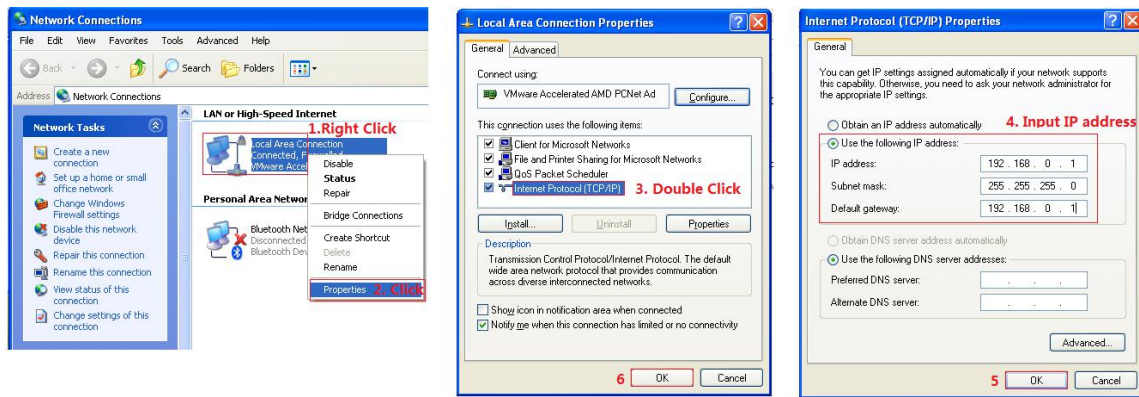 Network Connections
File Edit View Favorites Tools Advanced Help
Back Search Folders
Address Network Connections
Network Tasks
Create a new
connection
Set up a home or small
office network
Change Windows
Firewall settings
Disable this network
device
Repair this connection
Rename this connection
View status of this
connection
Change settings of this
connection
LAN or High-Speed Internet
1.Right Click
Local Area Connection
Connected,
VMware Accel
Disable
Status
Repair
Bridge Connections
Create Shortcut
Delete
Rename
Properties 2. Click
Personal Area Networ
Bluetooth Net
Disconnected
Bluetooth Dev
Local Area Connection Properties
General Advanced
Connect using:
VMware Accelerated AMD PCNet Ad Configure...
This connection uses the following items:
Client for Microsoft Networks
File and Printer Sharing for Microsoft Networks
QoS Packet Scheduler
Internet Protocol (TCP/IP) 3. Double Click
Install... Uninstall Properties
Description
Transmission Control Protocol/Internet Protocol. The default
wide area network protocol that provides communication
across diverse interconnected networks.
Show icon in notification area when connected
Notify me when this connection has limited or no connectivity
6 OK Cancel
Internet Protocol (TCP/IP) Properties
General
You can get IP settings assigned automatically if your network supports
this capability. Otherwise, you need to ask your network administrator for
the appropriate IP settings.
Obtain an IP address automatically 4. Input IP address
Use the following IP address:
IP address: 192 . 168 . 0 . 1
Subnet mask: 255 . 255 . 255 . 0
Default gateway: 192 . 168 . 0 . 1
Obtain DNS server address automatically
Use the following DNS server addresses:
Preferred DNS server: . . .
Alternate DNS server: . . .
Advanced...
5 OK Cancel